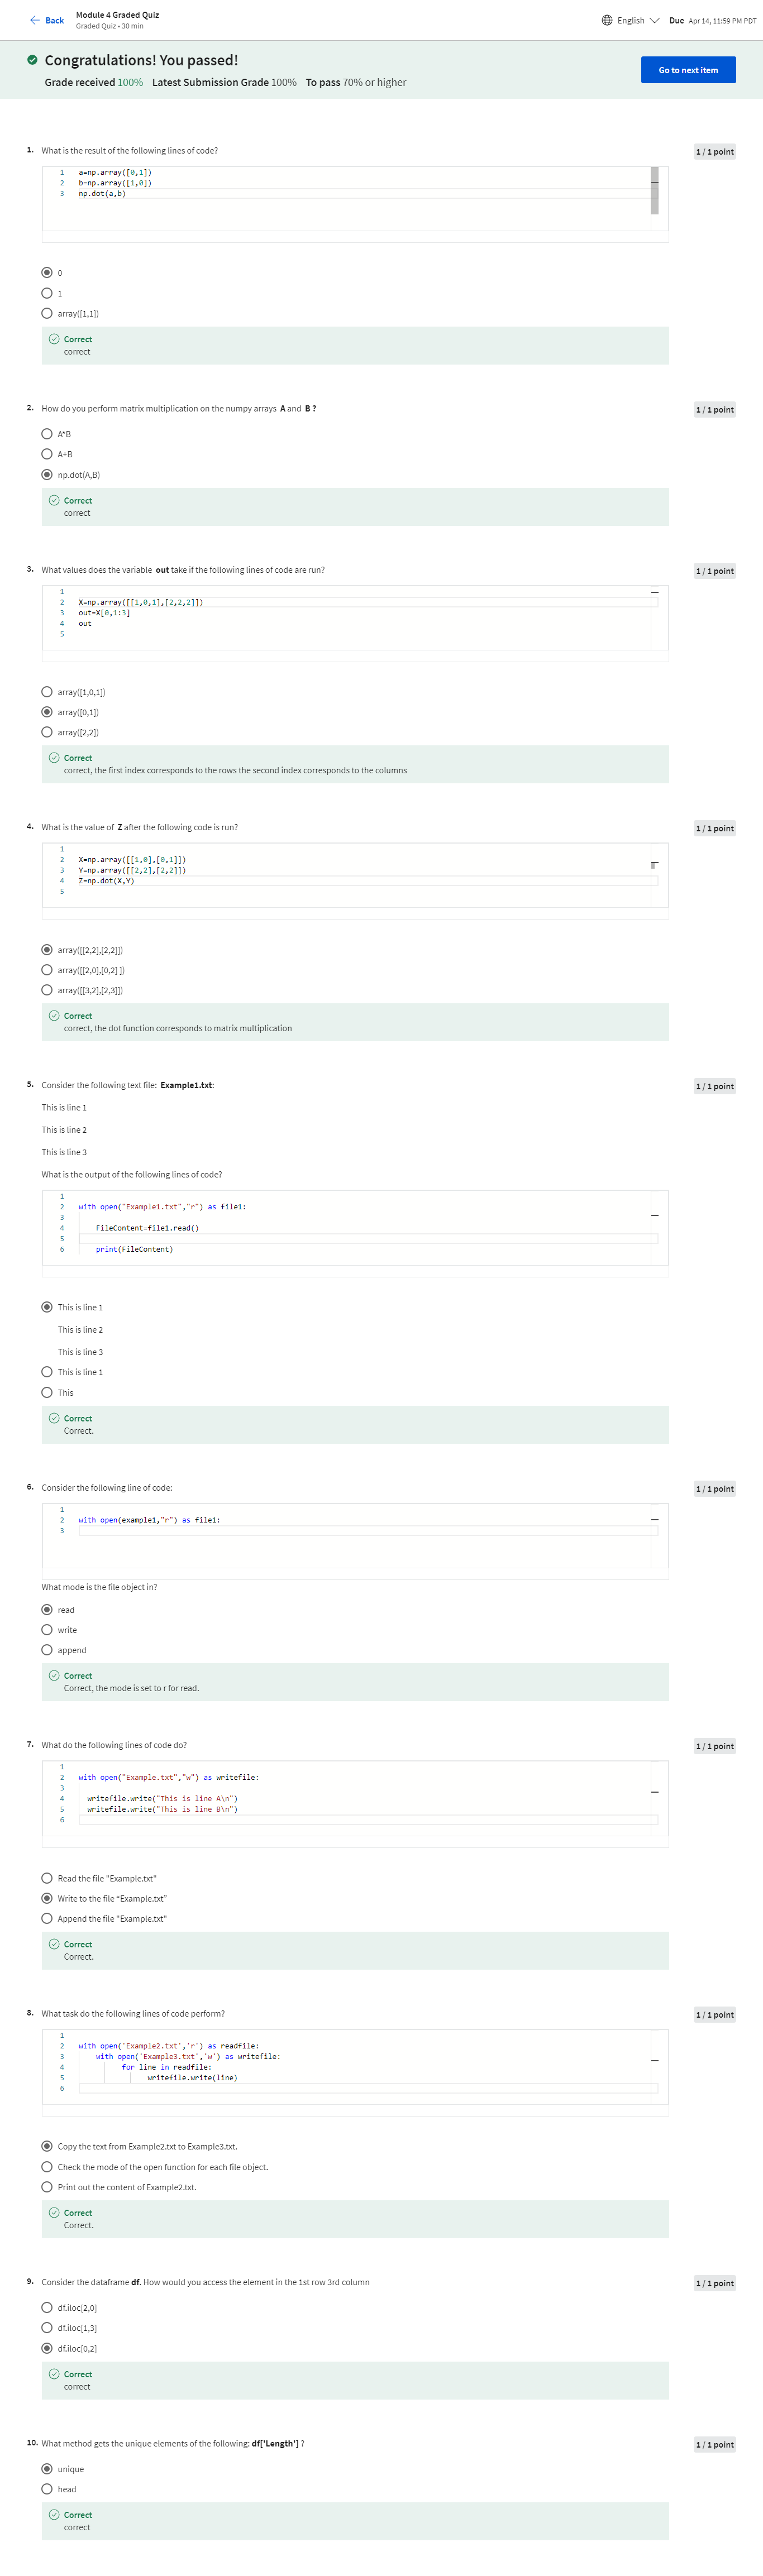 Back
Module 4 Graded Quiz
Graded Quiz • 30 min
English
Due Apr 14, 11:59 PM PDT
Congratulations! You passed!
Grade received 100% Latest Submission Grade 100% To pass 70% or higher
Go to next item
1. What is the result of the following lines of code?
1 / 1 point
1 a=np.array([0,1])
2 b=np.array([1,0])
3 np.dot(a,b)
0
1
array([1,1])
Correct
correct
2. How do you perform matrix multiplication on the numpy arrays A and B ?
1 / 1 point
A*B
A+B
np.dot(A,B)
Correct
correct
3. What values does the variable out take if the following lines of code are run?
1 / 1 point
1
2 X=np.array([[1,0,1],[2,2,2]])
3 out=X[0,1:3]
4 out
5
array([1,0,1])
array([0,1])
array([2,2])
Correct
correct, the first index corresponds to the rows the second index corresponds to the columns
4. What is the value of Z after the following code is run?
1 / 1 point
1
2 X=np.array([[1,0],[0,1]])
3 Y=np.array([[2,2],[2,2]])
4 Z=np.dot(X,Y)
5
array([[2,2],[2,2]])
array([[2,0],[0,2] ])
array([[3,2],[2,3]])
Correct
correct, the dot function corresponds to matrix multiplication
5. Consider the following text file: Example1.txt:
1 / 1 point
This is line 1
This is line 2
This is line 3
What is the output of the following lines of code?
1
2 with open("Example1.txt","r") as file1:
3
4 FileContent=file1.read()
5
6 print(FileContent)
This is line 1
This is line 2
This is line 3
This is line 1
This
Correct
Correct.
6. Consider the following line of code:
1 / 1 point
1
2 with open(example1,"r") as file1:
3
What mode is the file object in?
read
write
append
Correct
Correct, the mode is set to r for read.
7. What do the following lines of code do?
1 / 1 point
1
2 with open("Example.txt","w") as writefile:
3
4 writefile.write("This is line A\n")
5 writefile.write("This is line B\n")
6
Read the file "Example.txt"
Write to the file “Example.txt”
Append the file "Example.txt"
Correct
Correct.
8. What task do the following lines of code perform?
1 / 1 point
1
2 with open('Example2.txt','r') as readfile:
3 with open('Example3.txt','w') as writefile:
4 for line in readfile:
5 writefile.write(line)
6
Copy the text from Example2.txt to Example3.txt.
Check the mode of the open function for each file object.
Print out the content of Example2.txt.
Correct
Correct.
9. Consider the dataframe df. How would you access the element in the 1st row 3rd column
1 / 1 point
df.iloc[2,0]
df.iloc[1,3]
df.iloc[0,2]
Correct
correct
10. What method gets the unique elements of the following: df['Length'] ?
1 / 1 point
unique
head
Correct
correct